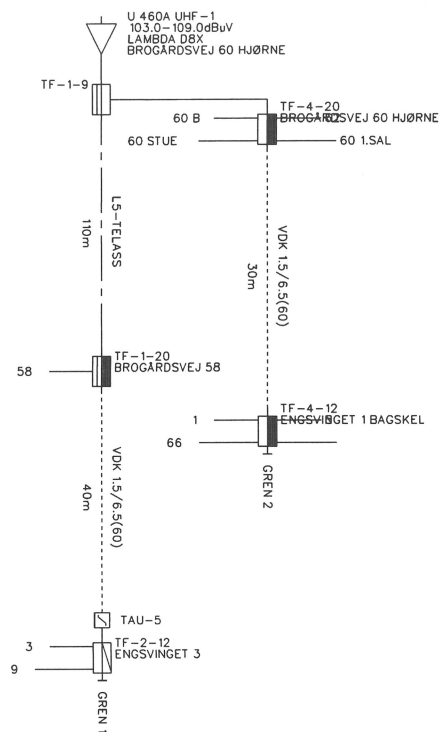 U 460A UHF-1
103.0-109.0dBuV
LAMBDA D8X
BROGÅRDSVEJ 60 HJØRNE
TF-1-9
TF-4-20
60 B
BROGÅRDSVEJ 60 HJØRNE
60 STUE
60 1.SAL
L5-TELASS
110m
VDK 1.5/6.5(60)
30m
TF-1-20
BROGÅRDSVEJ 58
58
TF-4-12
1
ENGSVINGET 1 BAGSKEL
66
GREN 2
VDK 1.5/6.5(60)
40m
TAU-5
TF-2-12
3
ENGSVINGET 3
9
GREN 1